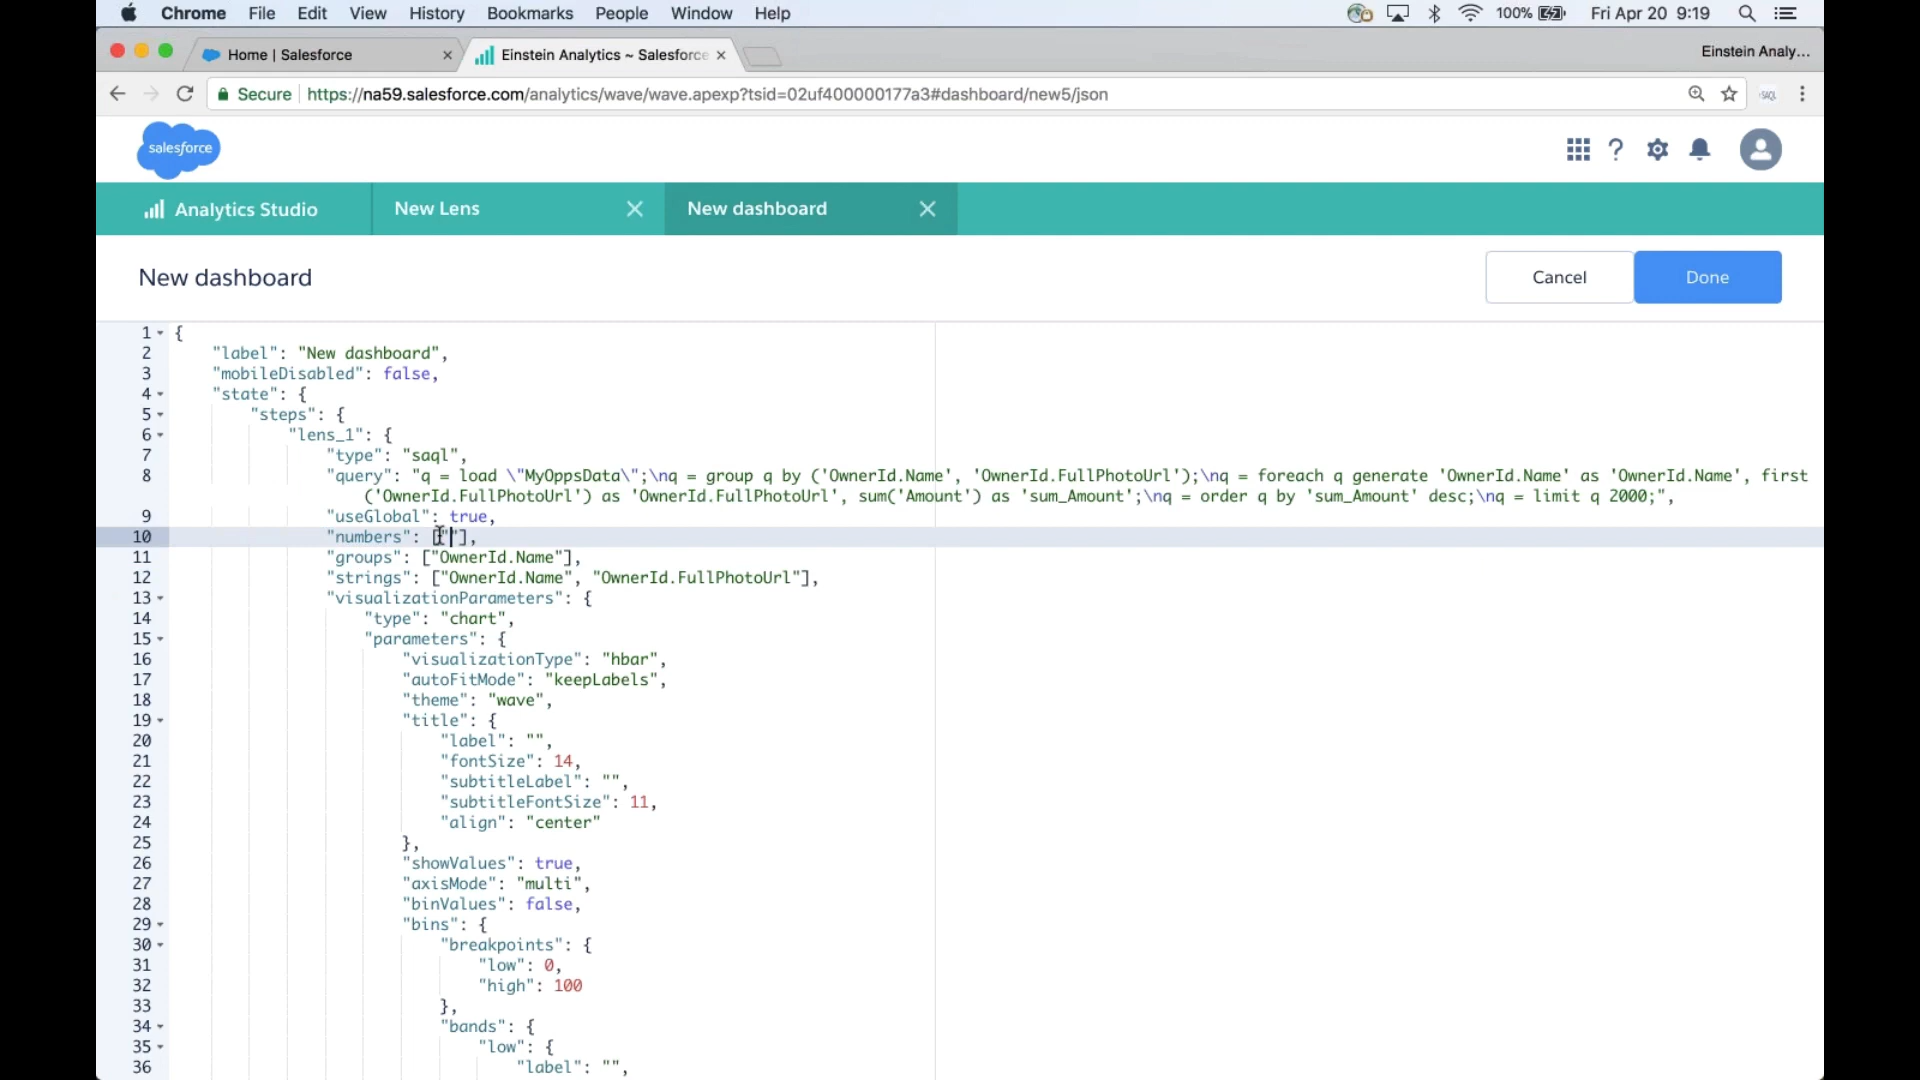 Chrome File Edit View History Bookmarks People Window Help 100% Fri Apr 20 9:19
Home | Salesforce Einstein Analytics ~ Salesforce Einstein Analy...
Secure https://na59.salesforce.com/analytics/wave/wave.apexp?tsid=02uf400000177a3#dashboard/new5/json SAQL
salesforce
Analytics Studio New Lens New dashboard
New dashboard Cancel Done
1 {
2 "label": "New dashboard",
3 "mobileDisabled": false,
4 "state": {
5 "steps": {
6 "lens_1": {
7 "type": "saql",
8 "query": "q = load \"MyOppsData\";\nq = group q by ('OwnerId.Name', 'OwnerId.FullPhotoUrl');\nq = foreach q generate 'OwnerId.Name' as 'OwnerId.Name', first
('OwnerId.FullPhotoUrl') as 'OwnerId.FullPhotoUrl', sum('Amount') as 'sum_Amount';\nq = order q by 'sum_Amount' desc;\nq = limit q 2000;",
9 "useGlobal": true,
10 "numbers": [""],
11 "groups": ["OwnerId.Name"],
12 "strings": ["OwnerId.Name", "OwnerId.FullPhotoUrl"],
13 "visualizationParameters": {
14 "type": "chart",
15 "parameters": {
16 "visualizationType": "hbar",
17 "autoFitMode": "keepLabels",
18 "theme": "wave",
19 "title": {
20 "label": "",
21 "fontSize": 14,
22 "subtitleLabel": "",
23 "subtitleFontSize": 11,
24 "align": "center"
25 },
26 "showValues": true,
27 "axisMode": "multi",
28 "binValues": false,
29 "bins": {
30 "breakpoints": {
31 "low": 0,
32 "high": 100
33 },
34 "bands": {
35 "low": {
36 "label": "",